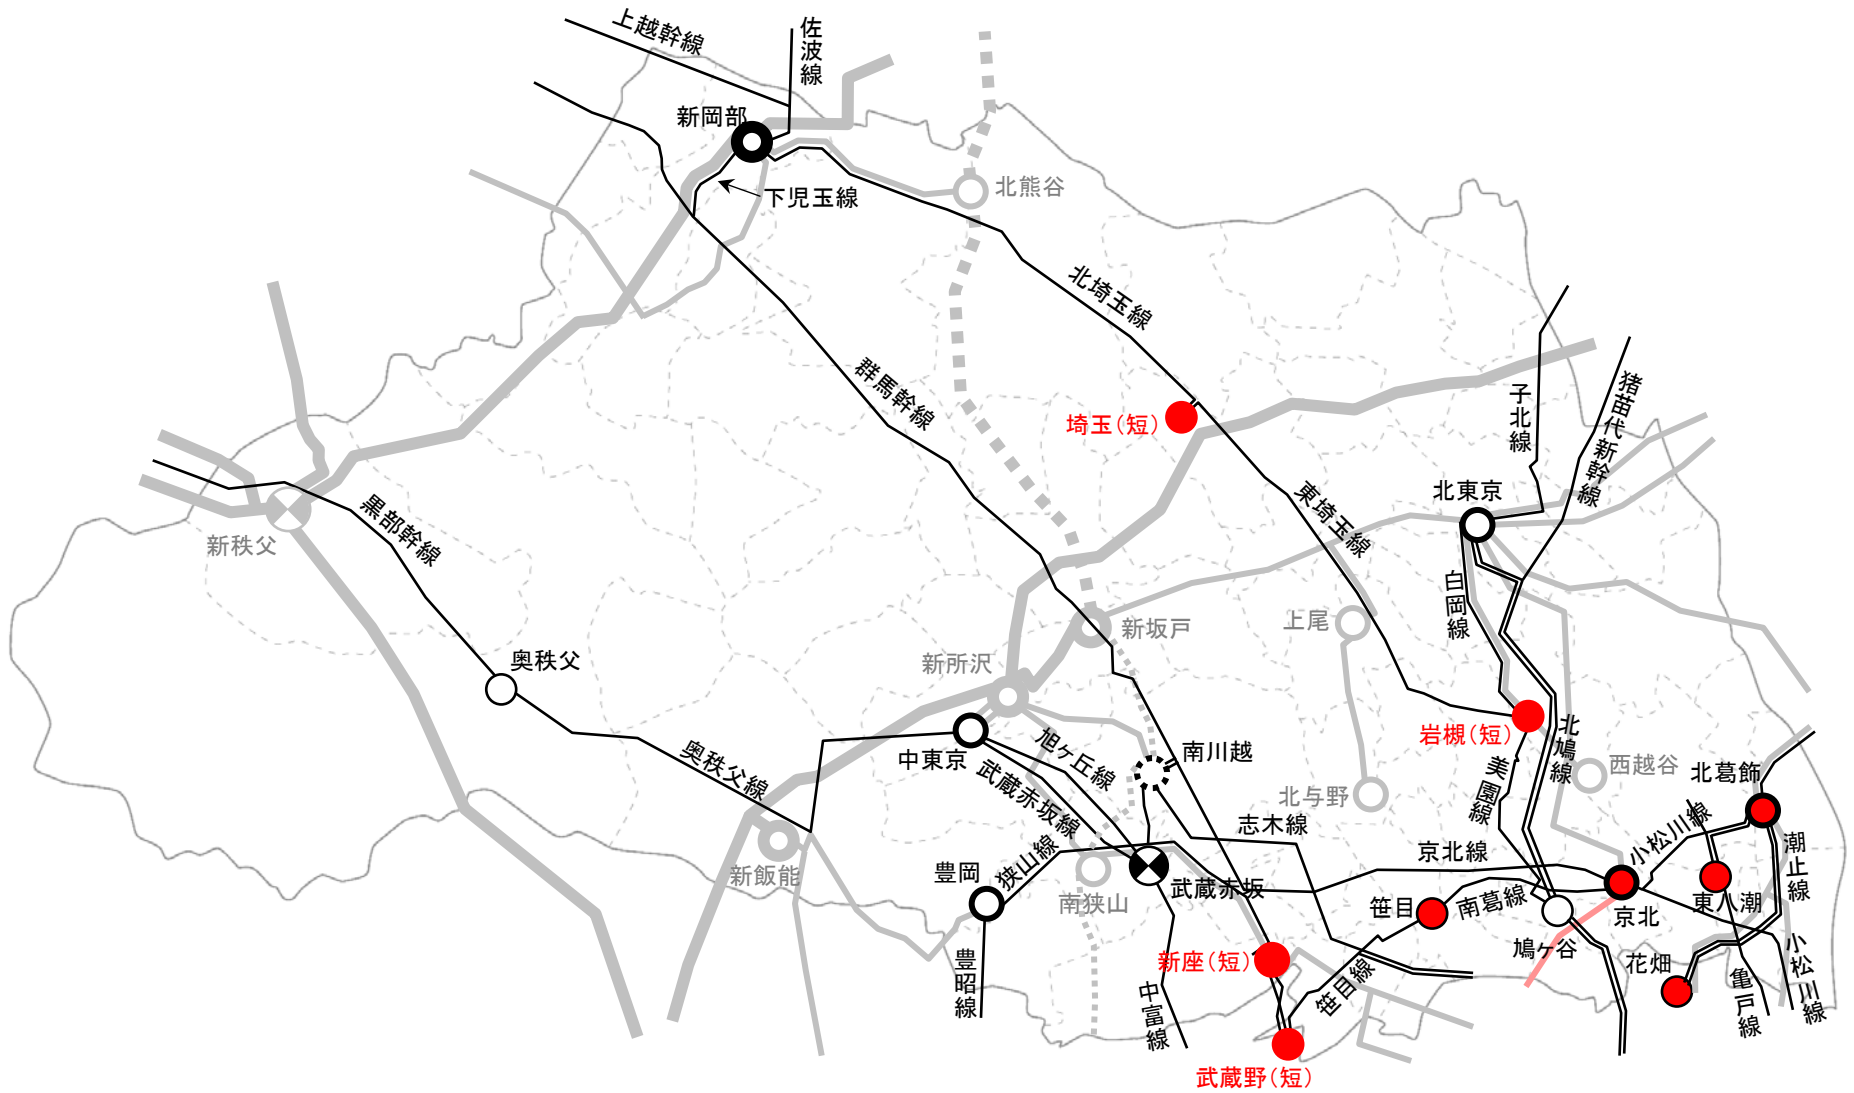 上越幹線
佐波線
新岡部
下児玉線
北熊谷
北埼玉線
群馬幹線
埼玉(短)
子北線
猪苗代新幹線
北東京
東埼玉線
黒部幹線
新秩父
白岡線
上尾
新坂戸
新所沢
奥秩父
岩槻(短)
北鳩線
西越谷
北葛飾
奥秩父線
中東京
旭ヶ丘線
武蔵赤坂線
南川越
美園線
北与野
志木線
小松川線
潮止線
京北線
新飯能
豊岡
狭山線
南狭山
武蔵赤坂
笹目
南葛線
京北
東八潮
鳩ヶ谷
花畑
小松川線
亀戸線
豊昭線
中富線
新座(短)
笹目線
武蔵野(短)